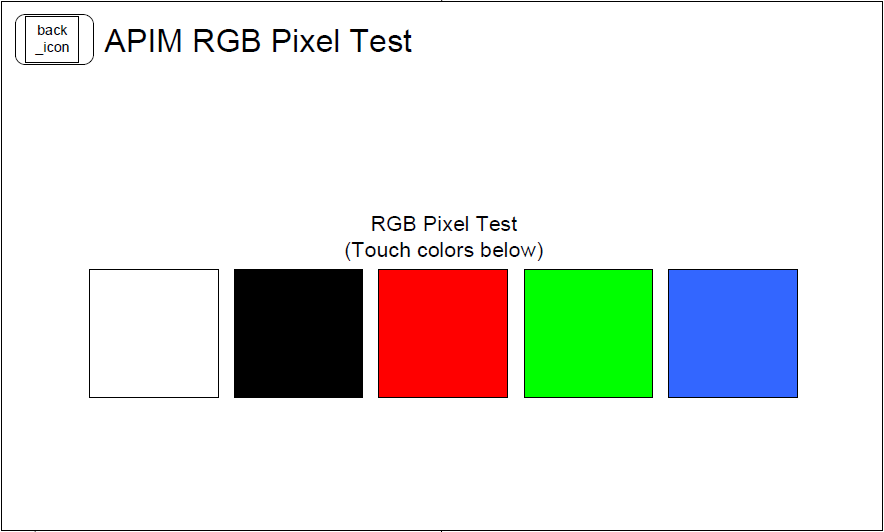 back
_icon
APIM RGB Pixel Test
RGB Pixel Test
(Touch colors below)